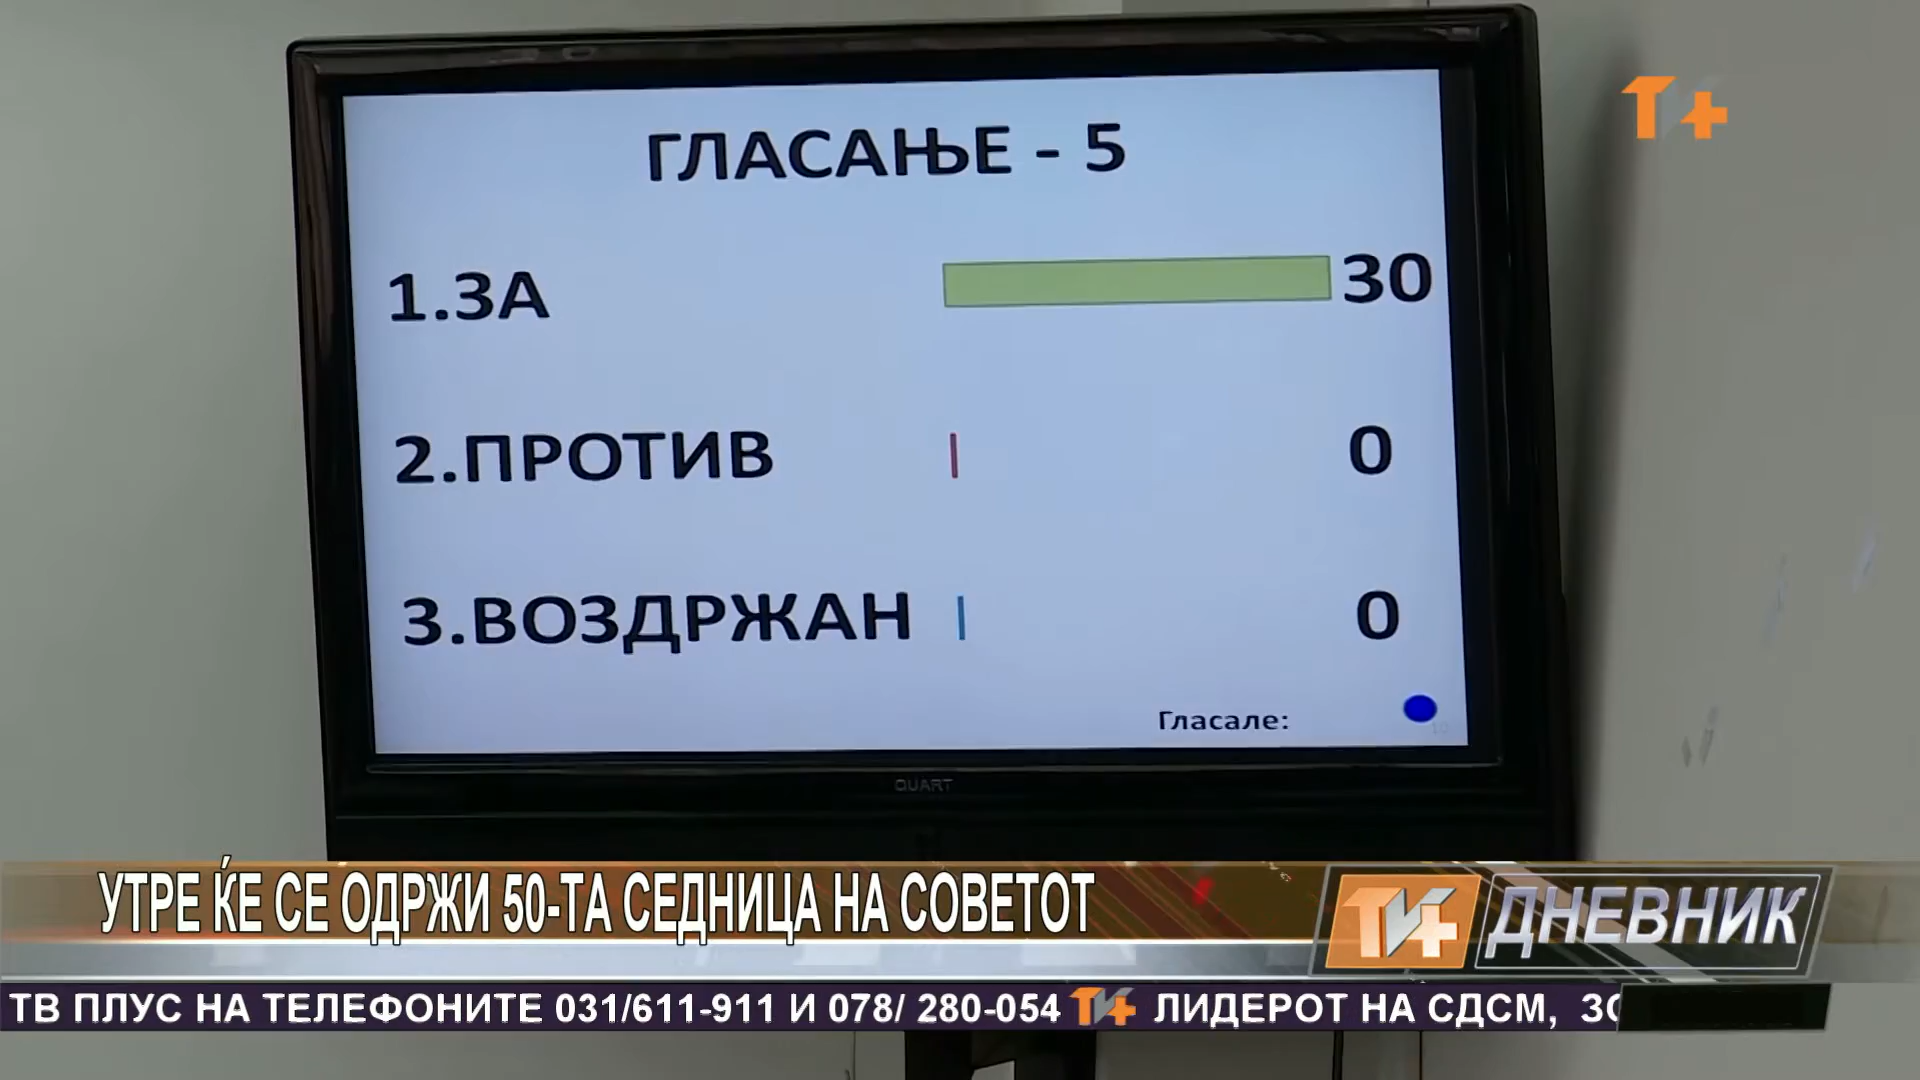 ГЛАСАЊЕ - 5
1.ЗА 30
2.ПРОТИВ 0
3.ВОЗДРЖАН 0
Гласале:
QUART
УТРЕ ЌЕ СЕ ОДРЖИ 50-ТА СЕДНИЦА НА СОВЕТОТ
ДНЕВНИК
ТВ ПЛУС НА ТЕЛЕФОНИТЕ 031/611-911 И 078/ 280-054 ЛИДЕРОТ НА СДСМ,